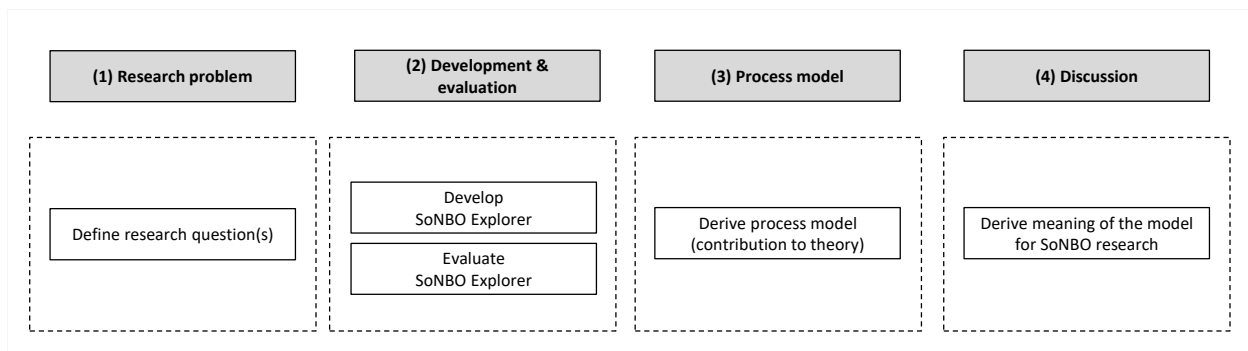 (1) Research problem
(2) Development &
evaluation
(3) Process model
(4) Discussion
Define research question(s)
Develop
SoNBO Explorer
Evaluate
SoNBO Explorer
Derive process model
(contribution to theory)
Derive meaning of the model
for SoNBO research